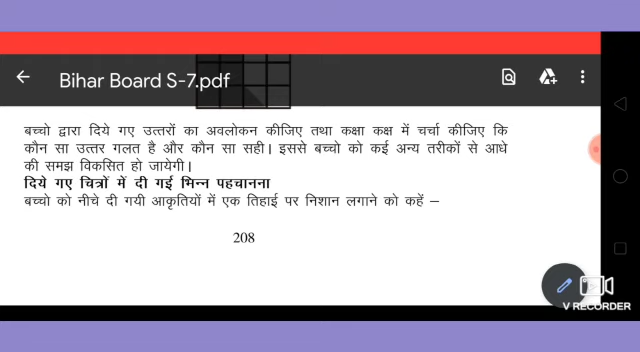 Bihar Board S-7.pdf
बच्चो द्वारा दिये गए उत्तरों का अवलोकन कीजिए तथा कक्षा कक्ष में चर्चा कीजिए कि
कौन सा उत्तर गलत है और कौन सा सही। इससे बच्चो को कई अन्य तरीकों से आधे
की समझ विकसित हो जायेगी।
दिये गए चित्रों में दी गई भिन्न पहचानना
बच्चो को नीचे दी गयी आकृतियों में एक तिहाई पर निशान लगाने को कहें –
208
V RECORDER